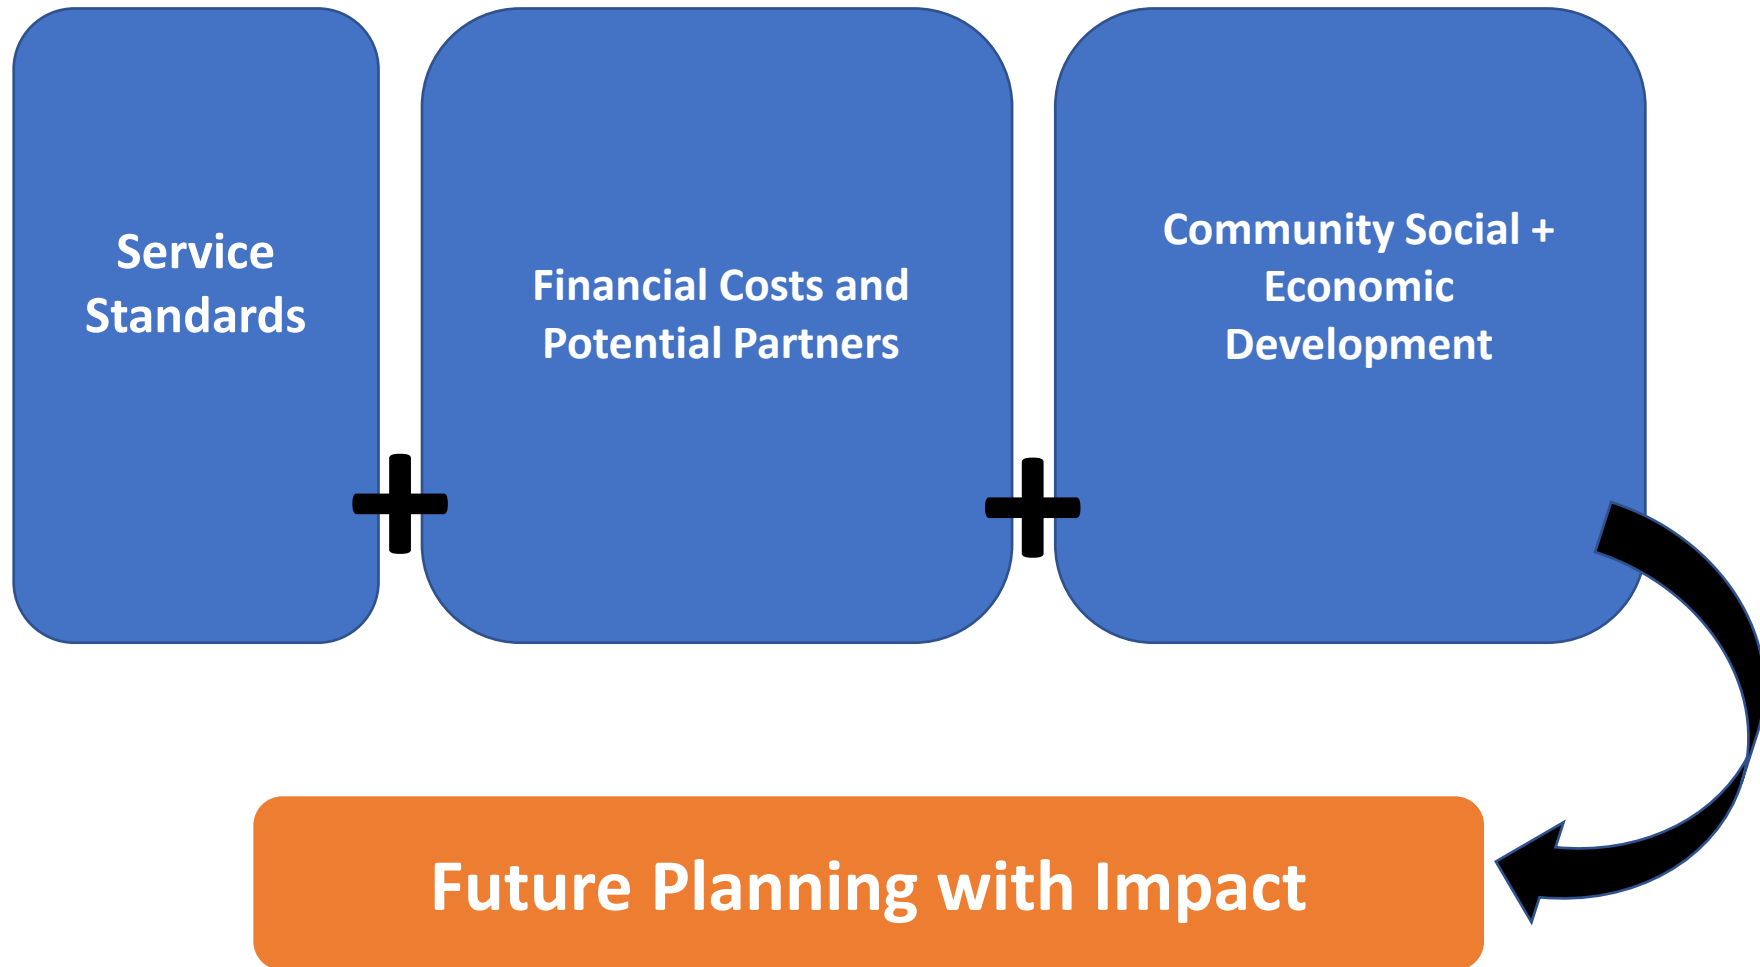 Service
Standards
Financial Costs and
Potential Partners
Community Social +
Economic
Development
Future Planning with Impact